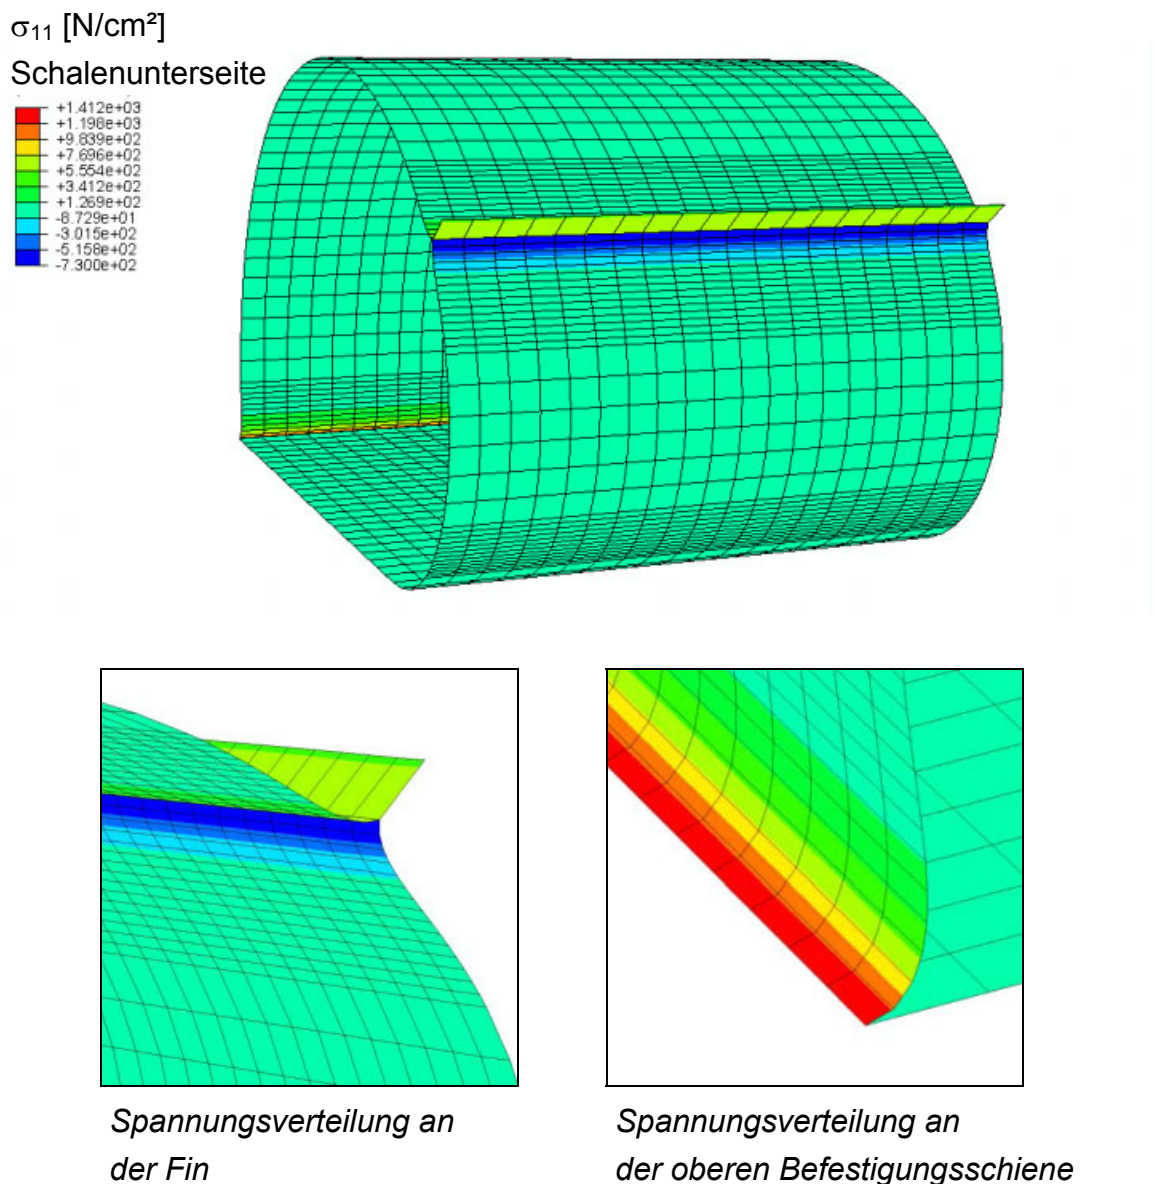 σ₁₁ [N/cm²]
Schalenunterseite
+1.412e+03
+1.198e+03
+9.839e+02
+7.696e+02
+5.554e+02
+3.412e+02
+1.269e+02
-8.729e+01
-3.015e+02
-5.158e+02
-7.300e+02
Spannungsverteilung an
der Fin
Spannungsverteilung an
der oberen Befestigungsschiene